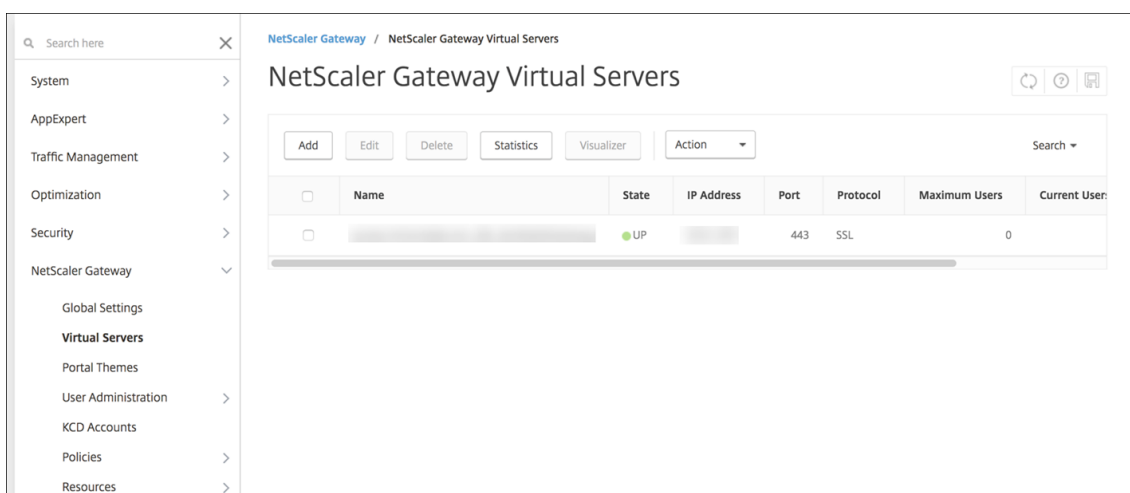 Search here
System
AppExpert
Traffic Management
Optimization
Security
NetScaler Gateway
Global Settings
Virtual Servers
Portal Themes
User Administration
KCD Accounts
Policies
Resources
NetScaler Gateway / NetScaler Gateway Virtual Servers
NetScaler Gateway Virtual Servers
Add Edit Delete Statistics Visualizer Action Search
Name State IP Address Port Protocol Maximum Users Current Users
UP 443 SSL 0